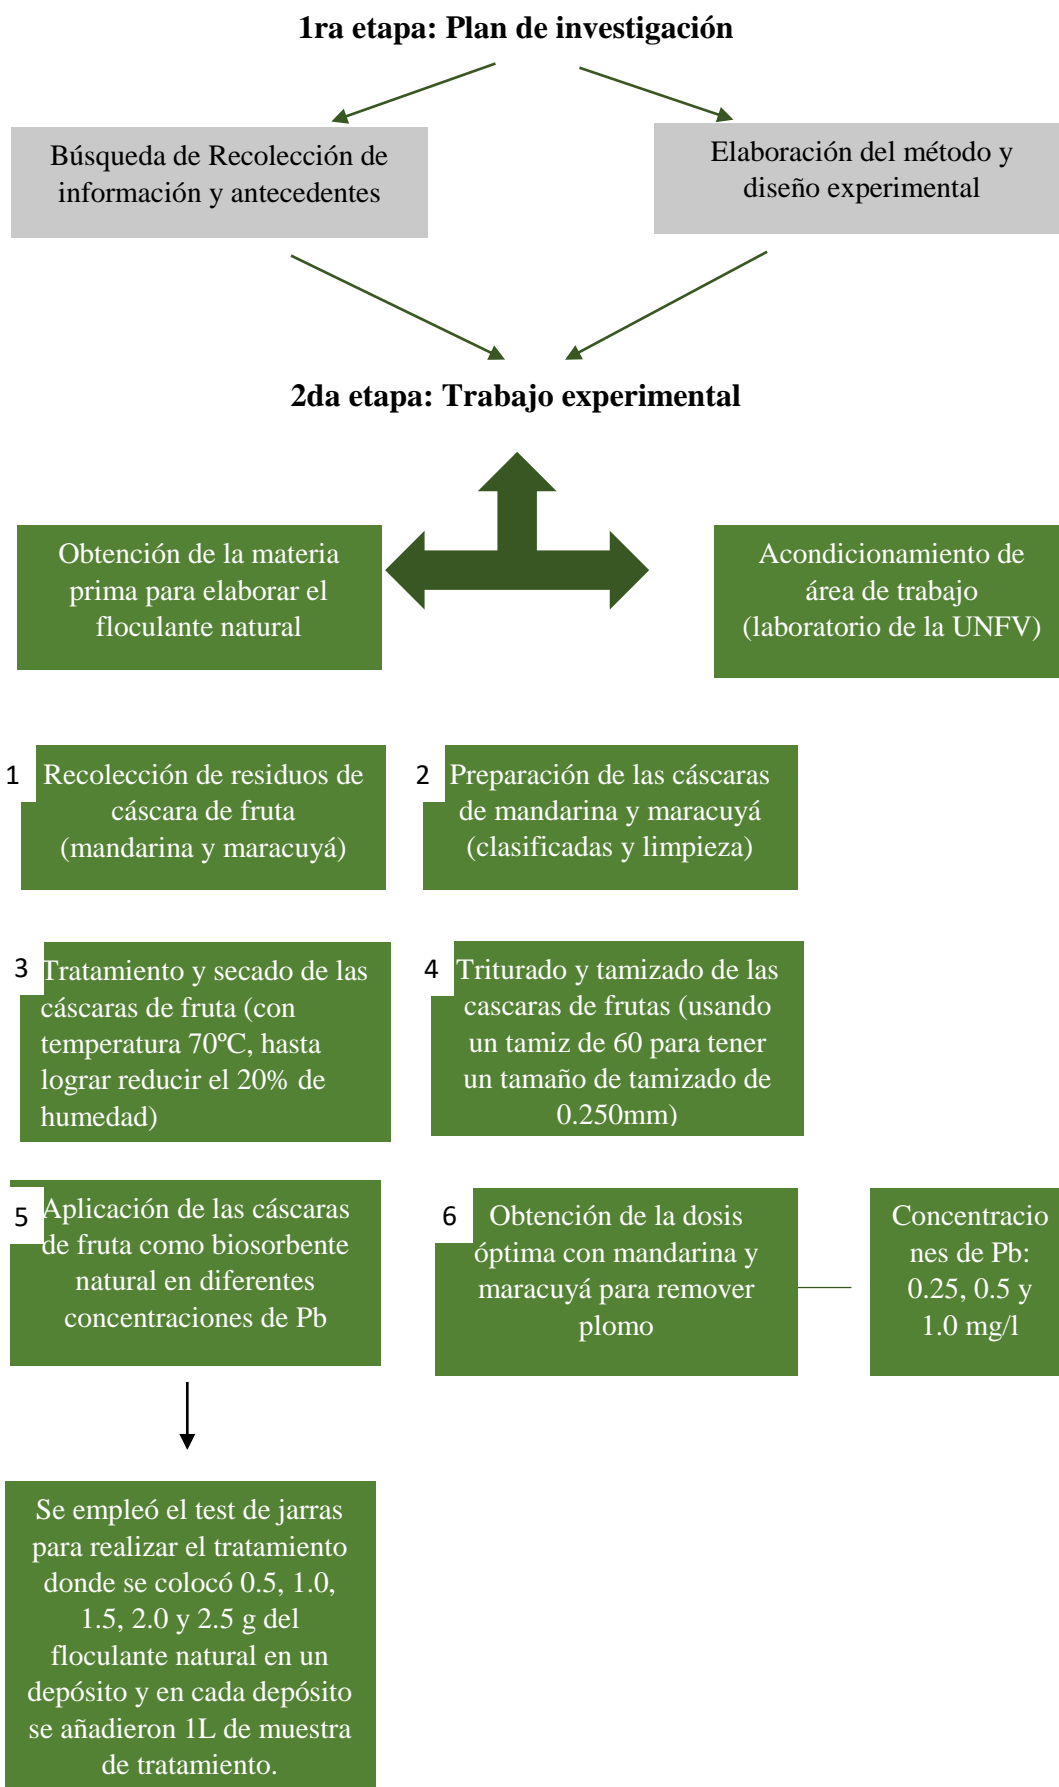 1ra etapa: Plan de investigación
Búsqueda de Recolección de
información y antecedentes
Elaboración del método y
diseño experimental
2da etapa: Trabajo experimental
Obtención de la materia
prima para elaborar el
floculante natural
Acondicionamiento de
área de trabajo
(laboratorio de la UNFV)
1
Recolección de residuos de
cáscara de fruta
(mandarina y maracuyá)
2
Preparación de las cáscaras
de mandarina y maracuyá
(clasificadas y limpieza)
3
Tratamiento y secado de las
cáscaras de fruta (con
temperatura 70ºC, hasta
lograr reducir el 20% de
humedad)
4
Triturado y tamizado de las
cascaras de frutas (usando
un tamiz de 60 para tener
un tamaño de tamizado de
0.250mm)
5
Aplicación de las cáscaras
de fruta como biosorbente
natural en diferentes
concentraciones de Pb
6
Obtención de la dosis
óptima con mandarina y
maracuyá para remover
plomo
Concentracio
nes de Pb:
0.25, 0.5 y
1.0 mg/l
Se empleó el test de jarras
para realizar el tratamiento
donde se colocó 0.5, 1.0,
1.5, 2.0 y 2.5 g del
floculante natural en un
depósito y en cada depósito
se añadieron 1L de muestra
de tratamiento.